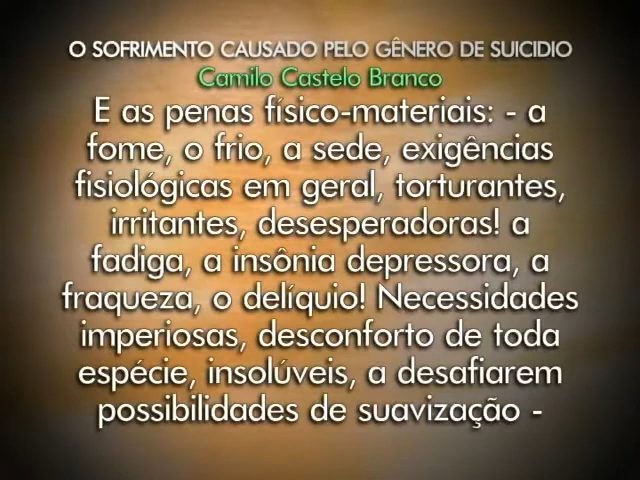 O SOFRIMENTO CAUSADO PELO GÊNERO DE SUICIDIO
Camilo Castelo Branco
E as penas físico-materiais: - a
fome, o frio, a sede, exigências
fisiológicas em geral, torturantes,
irritantes, desesperadoras! a
fadiga, a insônia depressora, a
fraqueza, o delíquio! Necessidades
imperiosas, desconforto de toda
espécie, insolúveis, a desafiarem
possibilidades de suavização -